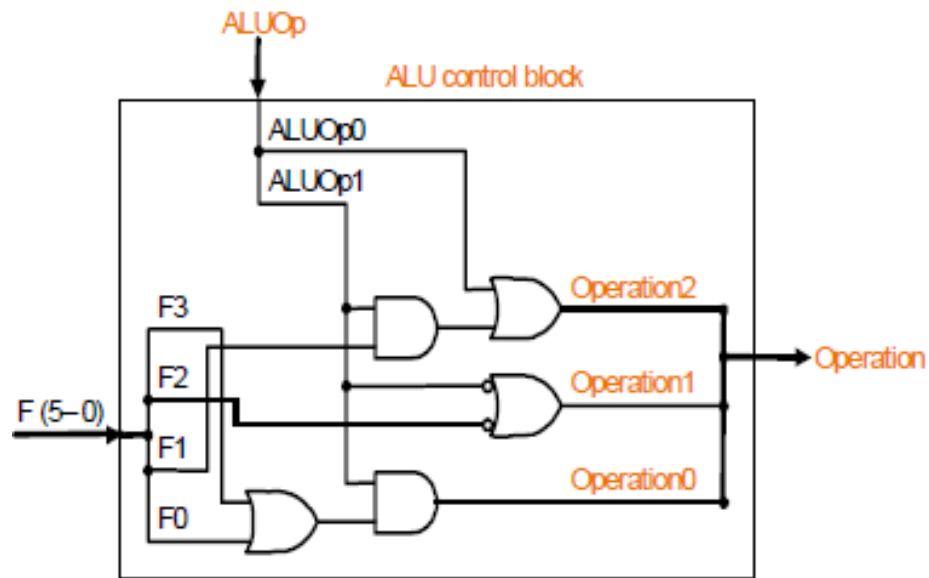 ALUOp
ALU control block
ALUOp0
ALUOp1
Operation2
F3
Operation
F2
Operation1
F (5–0)
F1
Operation0
F0